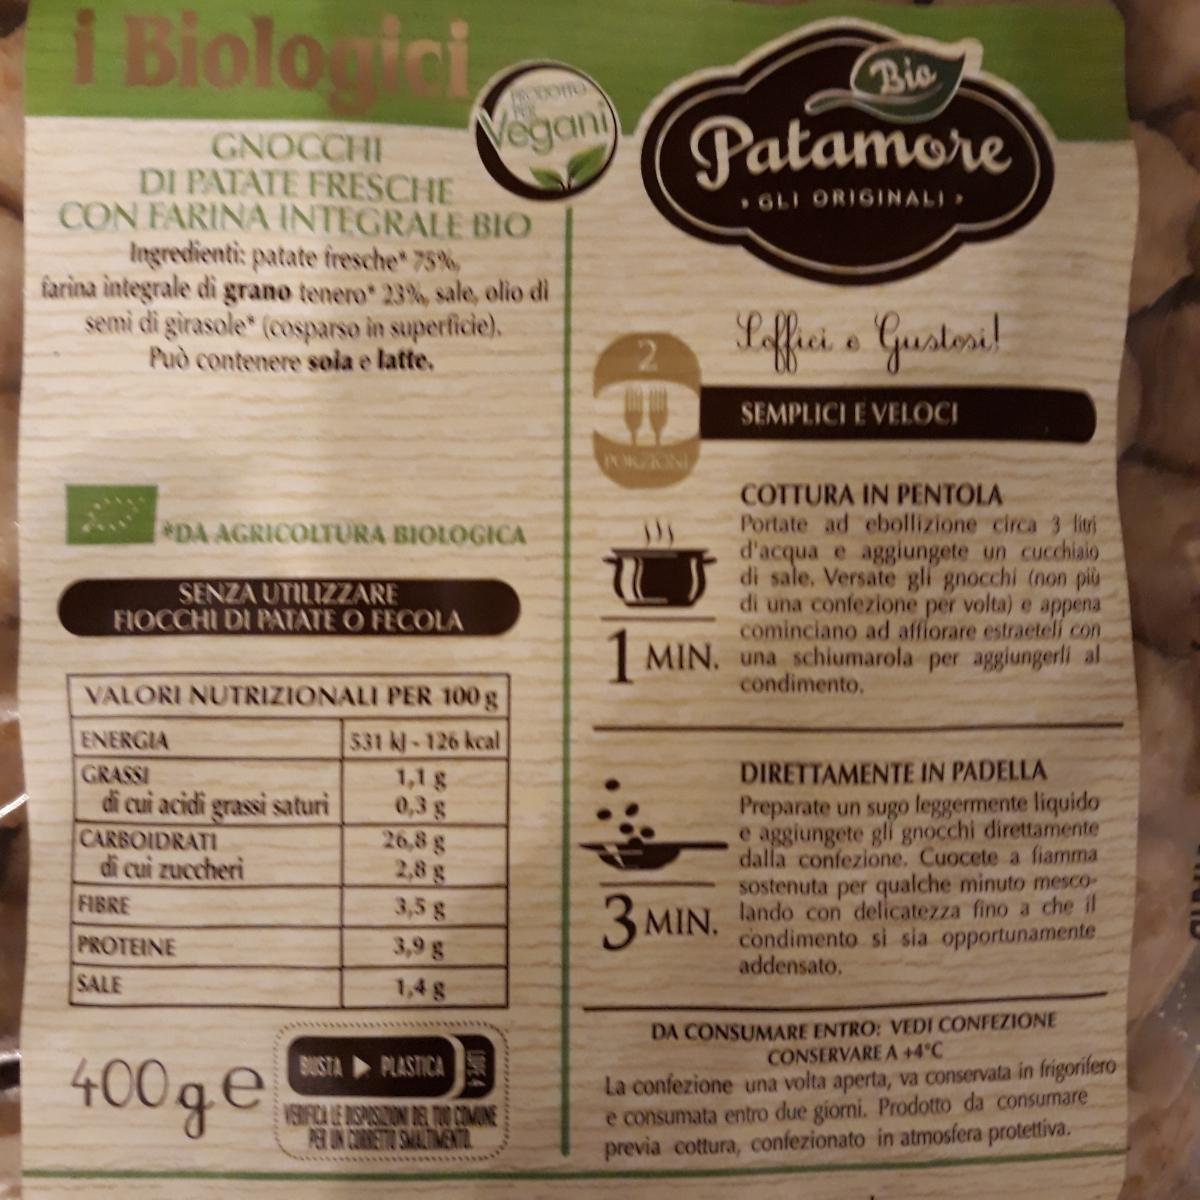 i Biologici
PRODOTTO
PER
Vegani
Bio
Patamore
• GLI ORIGINALI •
GNOCCHI
DI PATATE FRESCHE
CON FARINA INTEGRALE BIO
Ingredienti: patate fresche* 75%,
farina integrale di grano tenero* 23%, sale, olio di
semi di girasole* (cosparso in superficie).
Può contenere soia e latte.
*DA AGRICOLTURA BIOLOGICA
SENZA UTILIZZARE
FIOCCHI DI PATATE O FECOLA
VALORI NUTRIZIONALI PER 100 g
ENERGIA 531 kJ - 126 kcal
GRASSI 1,1 g
di cui acidi grassi saturi 0,3 g
CARBOIDRATI 26,8 g
di cui zuccheri 2,8 g
FIBRE 3,5 g
PROTEINE 3,9 g
SALE 1,4 g
400 g e
BUSTA ▶ PLASTICA
VERIFICA LE DISPOSIZIONI DEL TUO COMUNE
PER UN CORRETTO SMALTIMENTO.
Soffici e Gustosi!
2
PORZIONI
SEMPLICI E VELOCI
COTTURA IN PENTOLA
Portate ad ebollizione circa 3 litri
d'acqua e aggiungete un cucchiaio
di sale. Versate gli gnocchi (non più
di una confezione per volta) e appena
cominciano ad affiorare estraeteli con
una schiumarola per aggiungerli al
condimento.
1 MIN.
DIRETTAMENTE IN PADELLA
Preparate un sugo leggermente liquido
e aggiungete gli gnocchi direttamente
dalla confezione. Cuocete a fiamma
sostenuta per qualche minuto mesco-
lando con delicatezza fino a che il
condimento si sia opportunamente
addensato.
3 MIN.
DA CONSUMARE ENTRO: VEDI CONFEZIONE
CONSERVARE A +4°C
La confezione una volta aperta, va conservata in frigorifero
e consumata entro due giorni. Prodotto da consumare
previa cottura, confezionato in atmosfera protettiva.